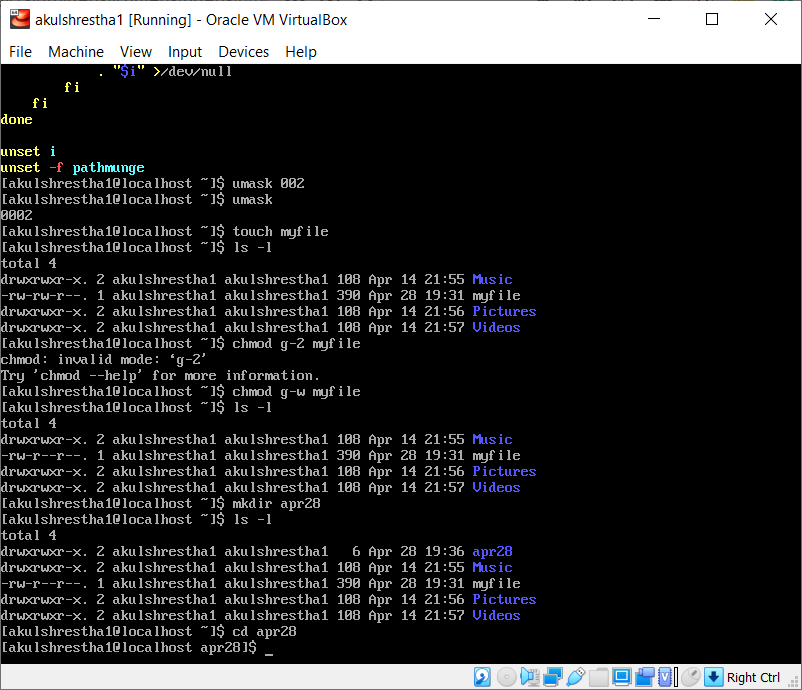 akulshrestha1 [Running] - Oracle VM VirtualBox
File Machine View Input Devices Help
            . "$i" >/dev/null
        fi
    fi
done

unset i
unset -f pathmunge
[akulshrestha1@localhost ~]$ umask 002
[akulshrestha1@localhost ~]$ umask
0002
[akulshrestha1@localhost ~]$ touch myfile
[akulshrestha1@localhost ~]$ ls -l
total 4
drwxrwxr-x. 2 akulshrestha1 akulshrestha1 108 Apr 14 21:55 Music
-rw-rw-r--. 1 akulshrestha1 akulshrestha1 390 Apr 28 19:31 myfile
drwxrwxr-x. 2 akulshrestha1 akulshrestha1 108 Apr 14 21:56 Pictures
drwxrwxr-x. 2 akulshrestha1 akulshrestha1 108 Apr 14 21:57 Videos
[akulshrestha1@localhost ~]$ chmod g-2 myfile
chmod: invalid mode: ‘g-2’
Try 'chmod --help' for more information.
[akulshrestha1@localhost ~]$ chmod g-w myfile
[akulshrestha1@localhost ~]$ ls -l
total 4
drwxrwxr-x. 2 akulshrestha1 akulshrestha1 108 Apr 14 21:55 Music
-rw-r--r--. 1 akulshrestha1 akulshrestha1 390 Apr 28 19:31 myfile
drwxrwxr-x. 2 akulshrestha1 akulshrestha1 108 Apr 14 21:56 Pictures
drwxrwxr-x. 2 akulshrestha1 akulshrestha1 108 Apr 14 21:57 Videos
[akulshrestha1@localhost ~]$ mkdir apr28
[akulshrestha1@localhost ~]$ ls -l
total 4
drwxrwxr-x. 2 akulshrestha1 akulshrestha1   6 Apr 28 19:36 apr28
drwxrwxr-x. 2 akulshrestha1 akulshrestha1 108 Apr 14 21:55 Music
-rw-r--r--. 1 akulshrestha1 akulshrestha1 390 Apr 28 19:31 myfile
drwxrwxr-x. 2 akulshrestha1 akulshrestha1 108 Apr 14 21:56 Pictures
drwxrwxr-x. 2 akulshrestha1 akulshrestha1 108 Apr 14 21:57 Videos
[akulshrestha1@localhost ~]$ cd apr28
[akulshrestha1@localhost apr28]$ _
Right Ctrl